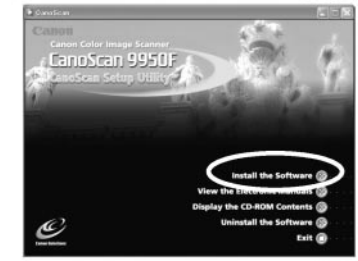 CanoScan
Canon
Canon Color Image Scanner
CanoScan 9950F
CanoScan Setup Utility
Install the Software
View the Electronic Manuals
Display the CD-ROM Contents
Uninstall the Software
Exit